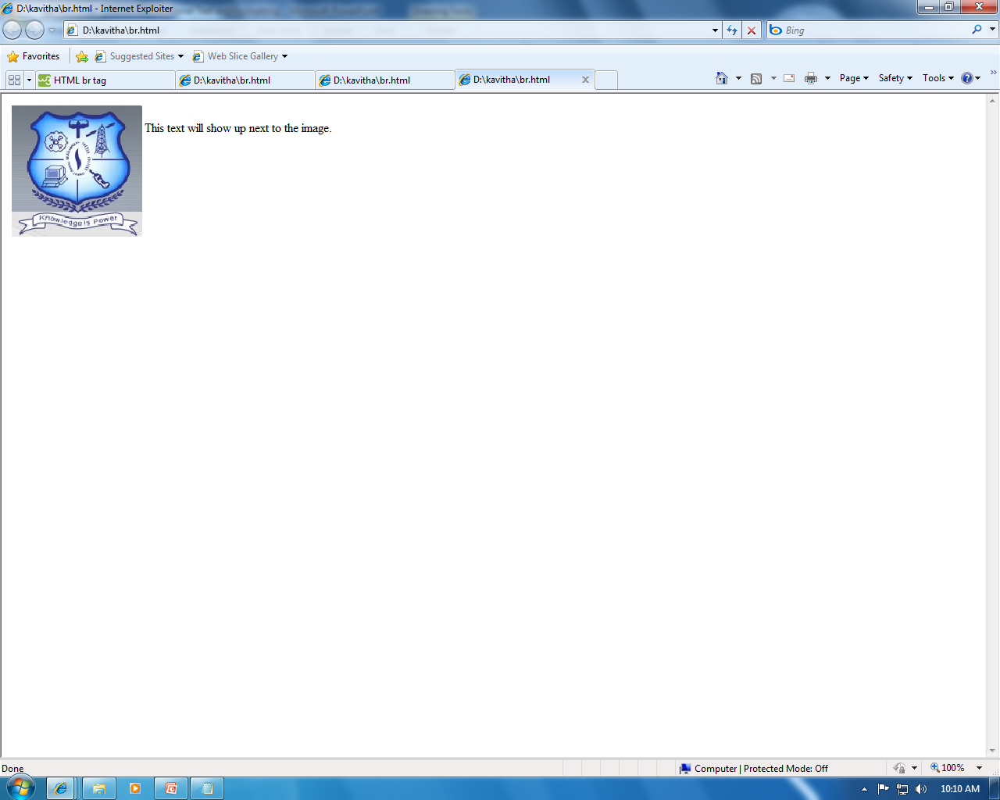 D:\kavitha\br.html - Internet Exploiter
D:\kavitha\br.html
Bing
Favorites
Suggested Sites
Web Slice Gallery
HTML br tag
D:\kavitha\br.html
D:\kavitha\br.html
D:\kavitha\br.html
Page
Safety
Tools
This text will show up next to the image.
Knowledge is Power
Done
Computer | Protected Mode: Off
100%
10:10 AM